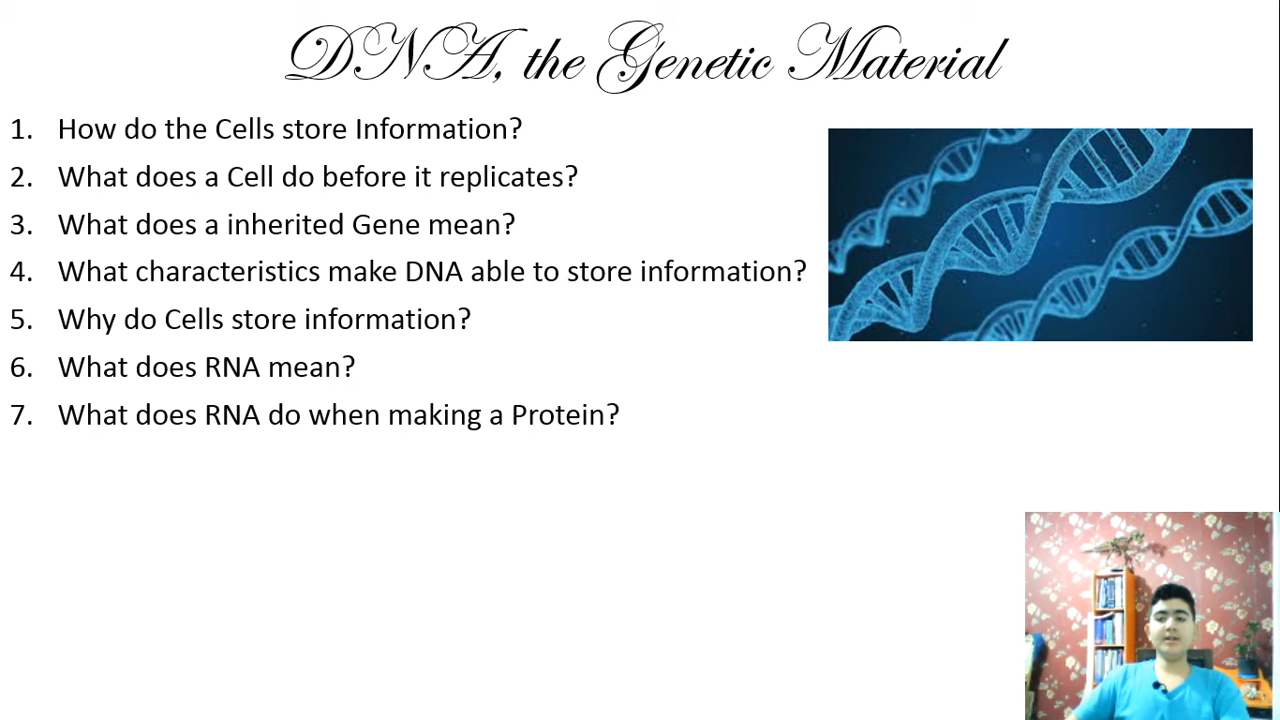 DNA, the Genetic Material
1. How do the Cells store Information?
2. What does a Cell do before it replicates?
3. What does a inherited Gene mean?
4. What characteristics make DNA able to store information?
5. Why do Cells store information?
6. What does RNA mean?
7. What does RNA do when making a Protein?